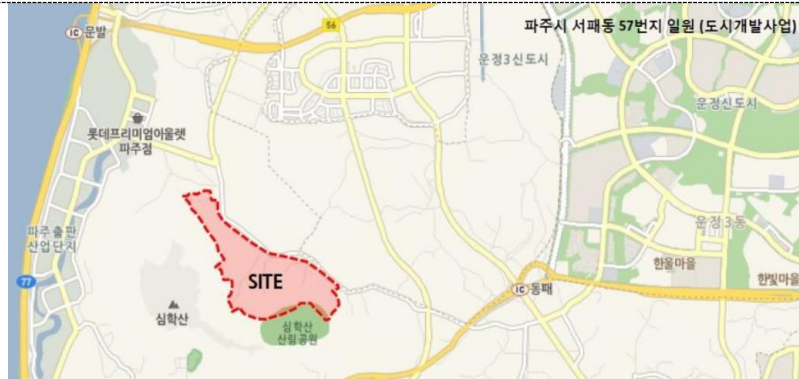 파주시 서패동 57번지 일원 (도시개발사업)
56
IC 문발
운정3신도시
운정신도시
롯데프리미엄아울렛
파주점
파주출판
산업단지
운정3동
한울마을
한빛마을
77
SITE
IC 동패
심학산
심학산
산림공원